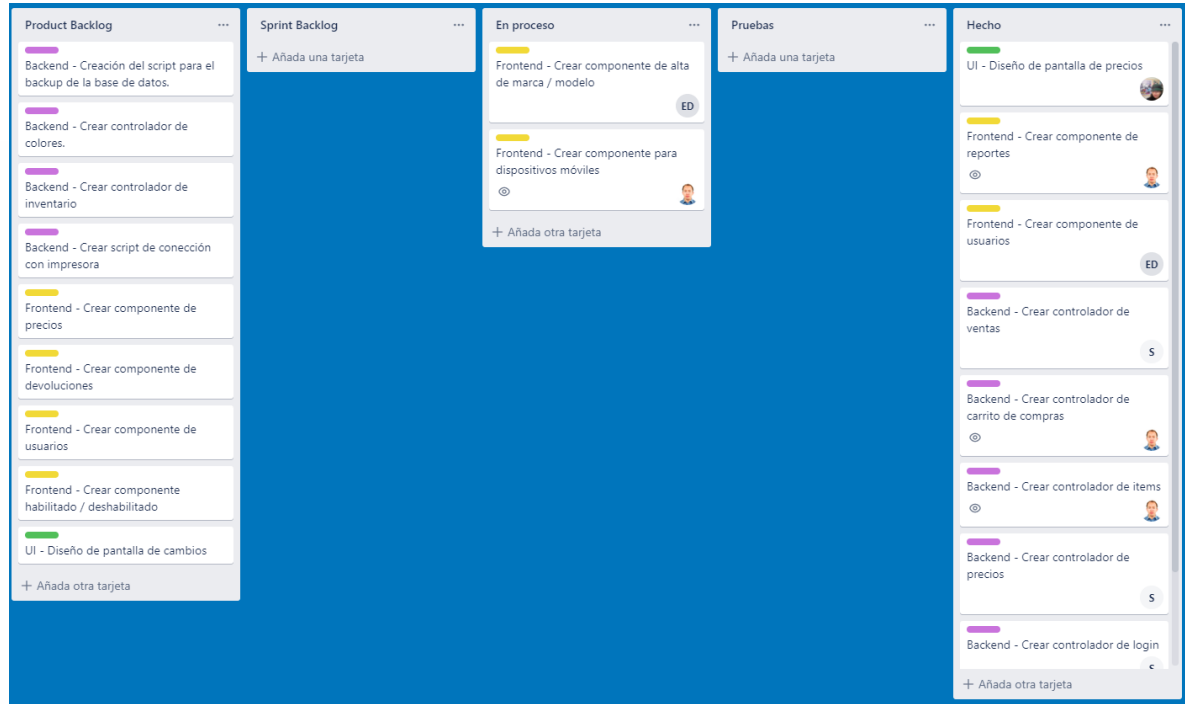 Product Backlog
Backend - Creación del script para el
backup de la base de datos.
Backend - Crear controlador de
colores.
Backend - Crear controlador de
inventario
Backend - Crear script de conección
con impresora
Frontend - Crear componente de
precios
Frontend - Crear componente de
devoluciones
Frontend - Crear componente de
usuarios
Frontend - Crear componente
habilitado / deshabilitado
UI - Diseño de pantalla de cambios
+ Añada otra tarjeta
Sprint Backlog
+ Añada una tarjeta
En proceso
Frontend - Crear componente de alta
de marca / modelo
ED
Frontend - Crear componente para
dispositivos móviles
+ Añada otra tarjeta
Pruebas
+ Añada una tarjeta
Hecho
UI - Diseño de pantalla de precios
Frontend - Crear componente de
reportes
Frontend - Crear componente de
usuarios
ED
Backend - Crear controlador de
ventas
S
Backend - Crear controlador de
carrito de compras
Backend - Crear controlador de items
Backend - Crear controlador de
precios
S
Backend - Crear controlador de login
S
+ Añada otra tarjeta